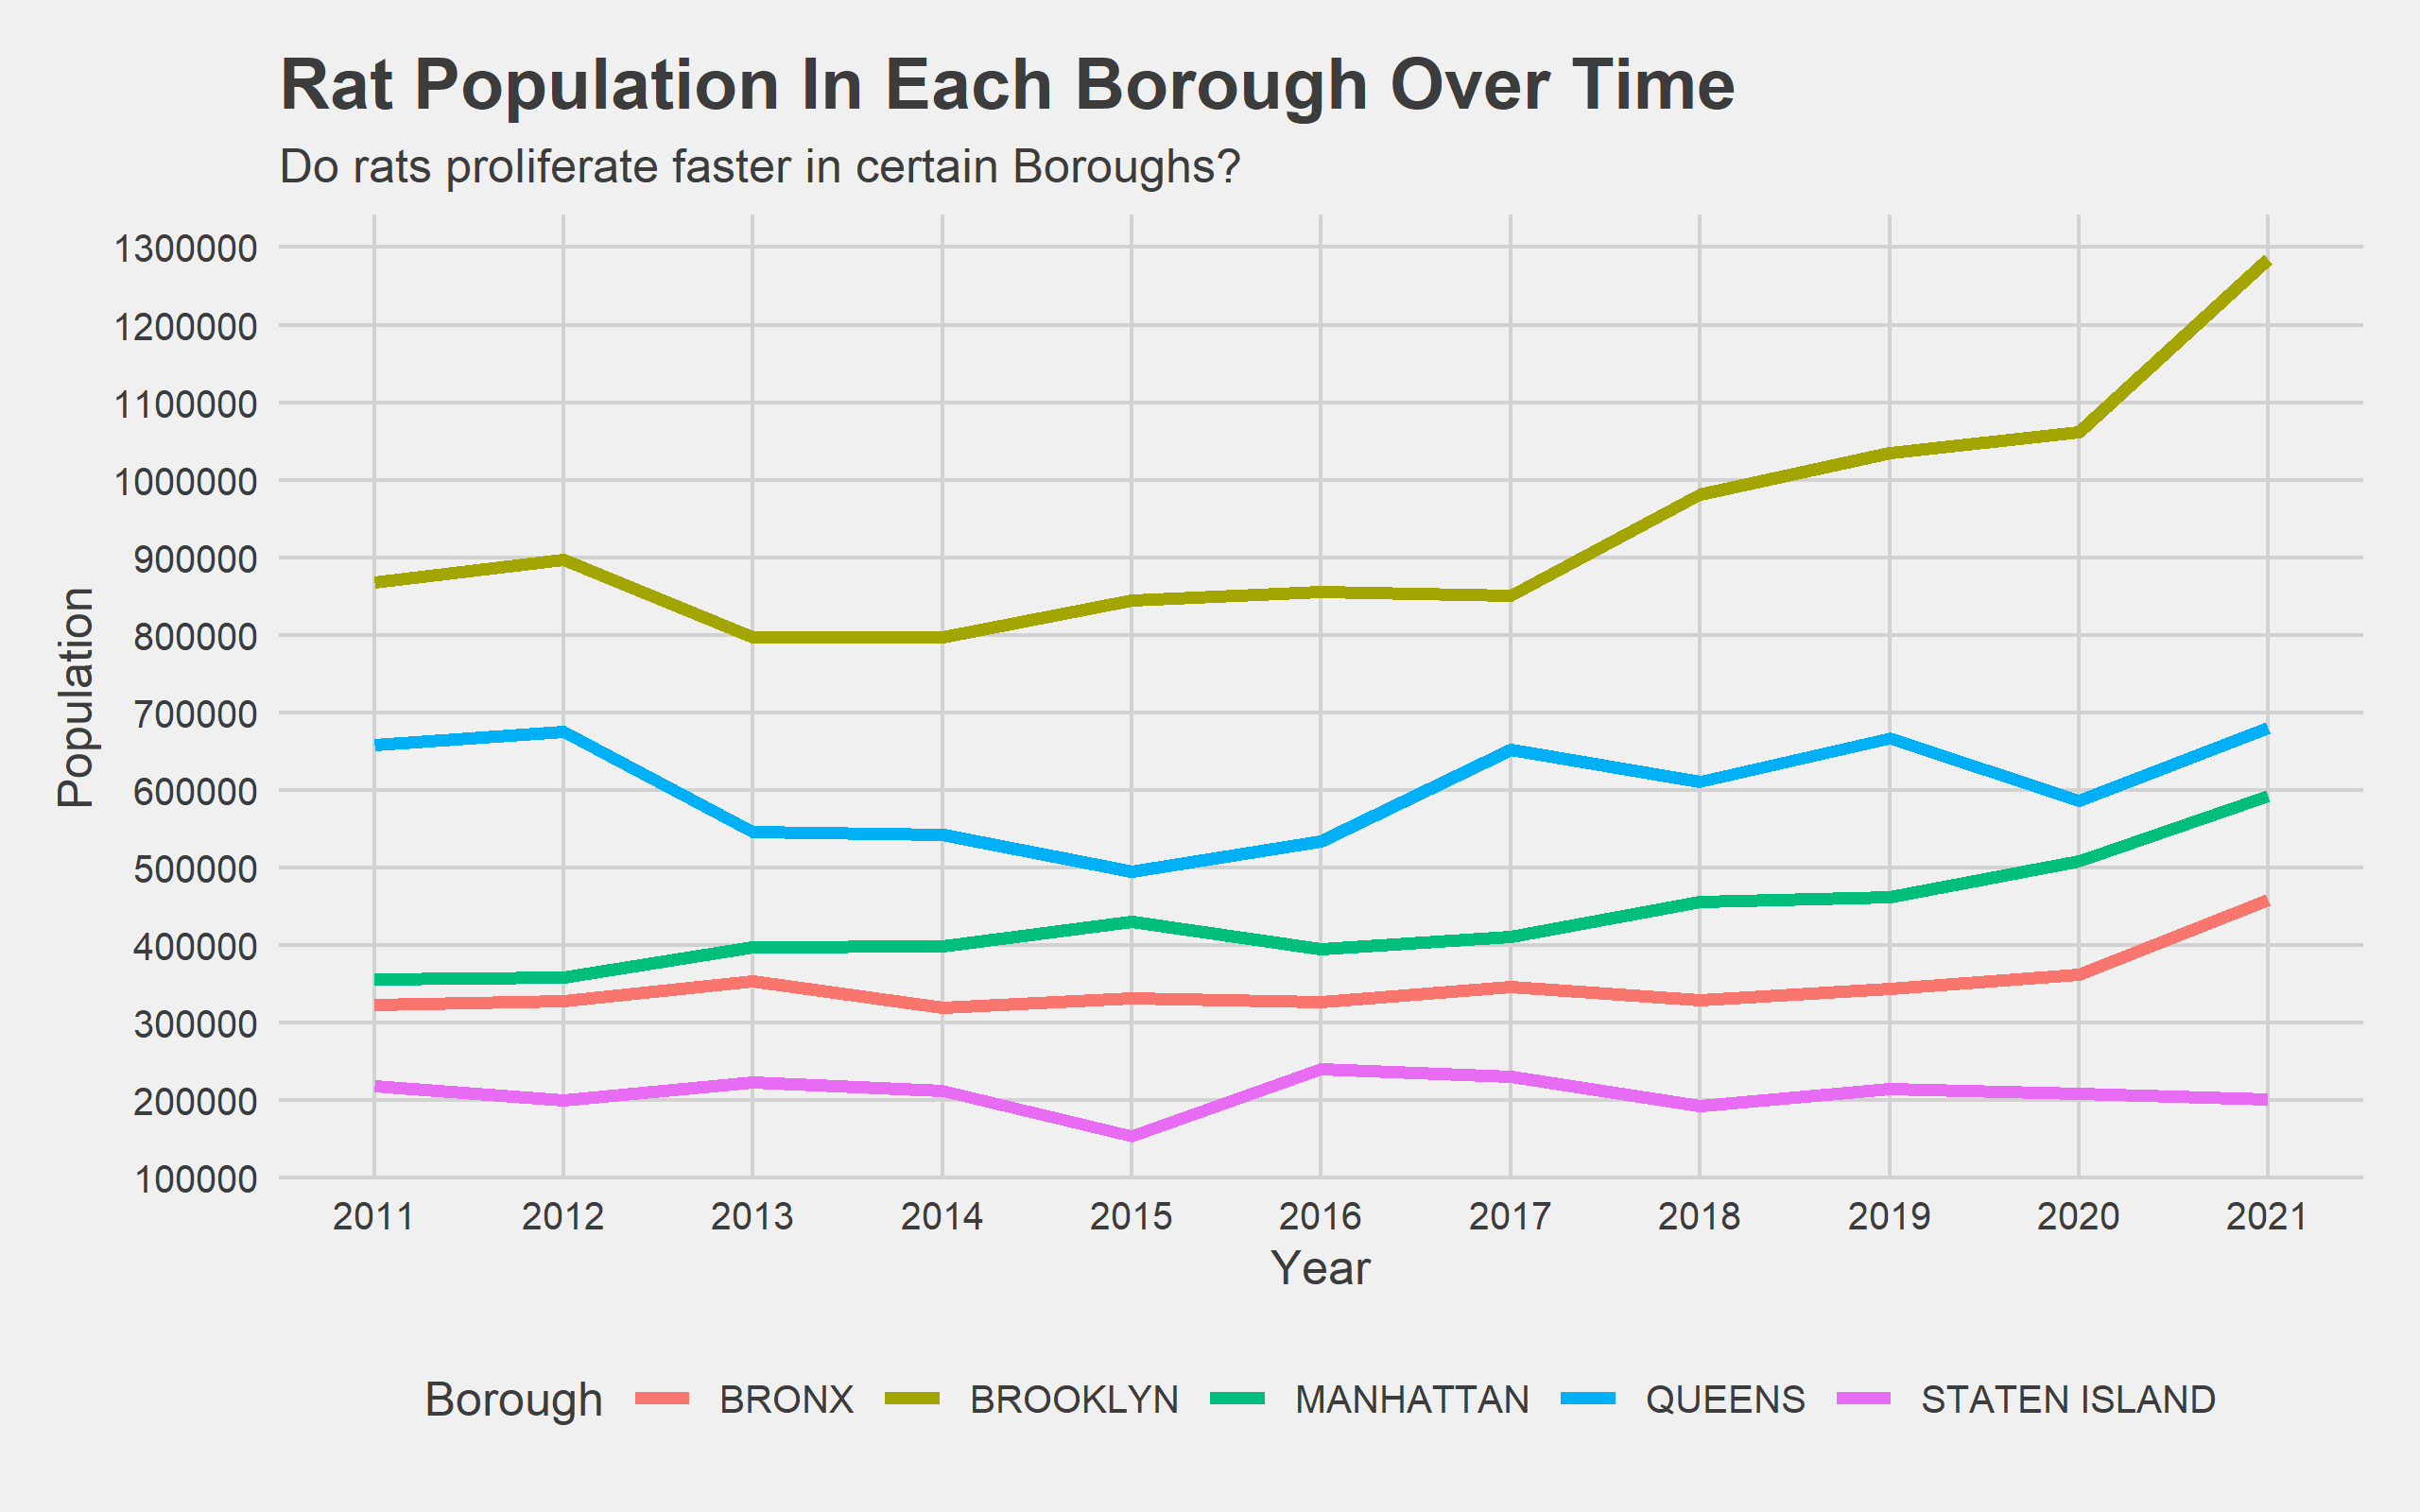 Rat Population In Each Borough Over Time
Do rats proliferate faster in certain Boroughs?
Population
1300000
1200000
1100000
1000000
900000
800000
700000
600000
500000
400000
300000
200000
100000
2011 2012 2013 2014 2015 2016 2017 2018 2019 2020 2021
Year
Borough BRONX BROOKLYN MANHATTAN QUEENS STATEN ISLAND